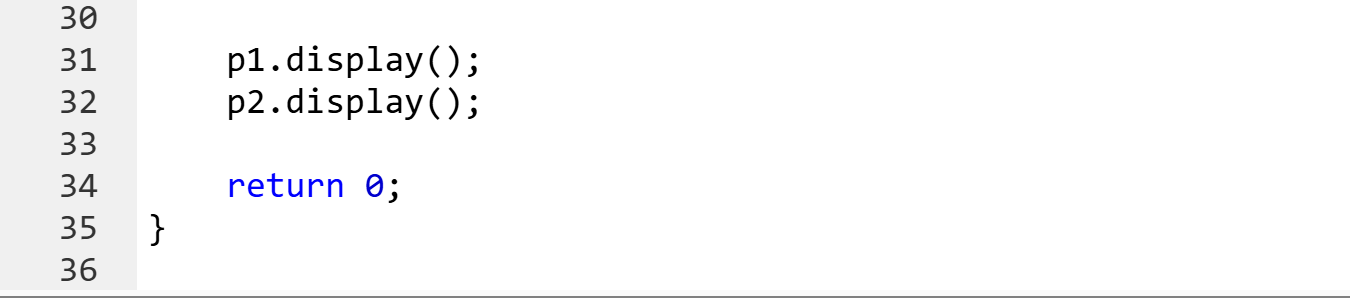 30
31 p1.display();
32 p2.display();
33
34 return 0;
35 }
36